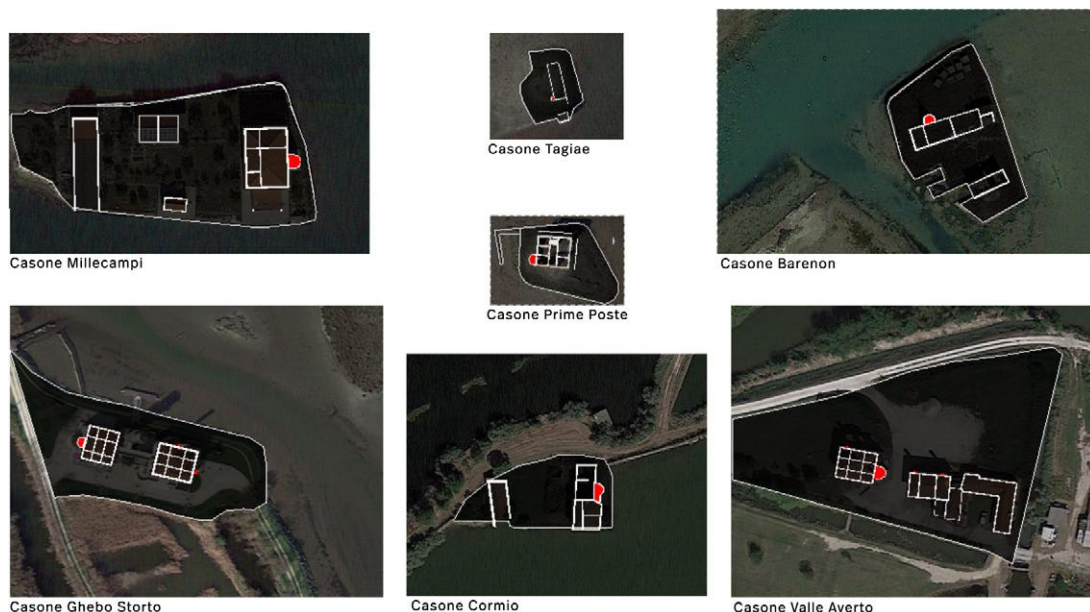 Casone Tagiae
Casone Millecampi
Casone Barenon
Casone Prime Poste
Casone Ghebo Storto
Casone Cormio
Casone Valle Averto